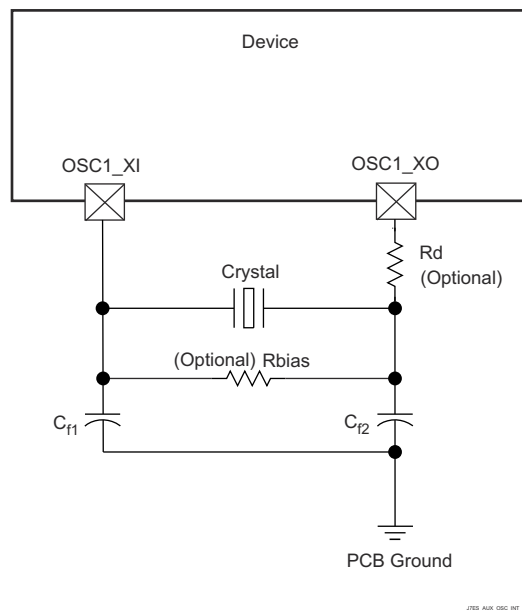 Device
OSC1_XI
OSC1_XO
Rd
(Optional)
Crystal
(Optional) Rbias
Cf1
Cf2
PCB Ground
J7ES_AUX_OSC_INT